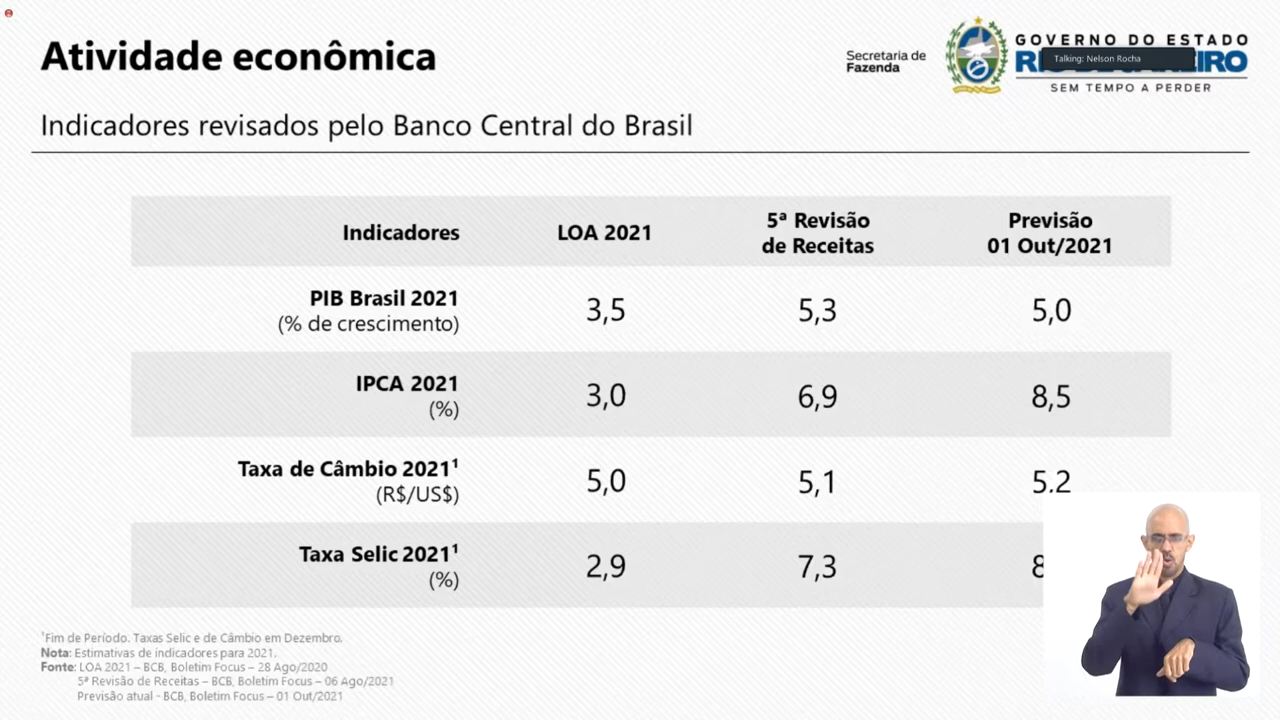 Atividade econômica
Secretaria de
Fazenda
GOVERNO DO ESTADO
Talking: Nelson Rocha
SEM TEMPO A PERDER
Indicadores revisados pelo Banco Central do Brasil
Indicadores LOA 2021 5ª Revisão de Receitas Previsão 01 Out/2021
PIB Brasil 2021
(% de crescimento) 3,5 5,3 5,0
IPCA 2021
(%) 3,0 6,9 8,5
Taxa de Câmbio 2021¹
(R$/US$) 5,0 5,1 5,2
Taxa Selic 2021¹
(%) 2,9 7,3
¹Fim de Período. Taxas Selic e de Câmbio em Dezembro.
Nota: Estimativas de indicadores para 2021.
Fonte: LOA 2021 – BCB, Boletim Focus – 28 Ago/2020
5ª Revisão de Receitas – BCB, Boletim Focus – 06 Ago/2021
Previsão atual - BCB, Boletim Focus – 01 Out/2021